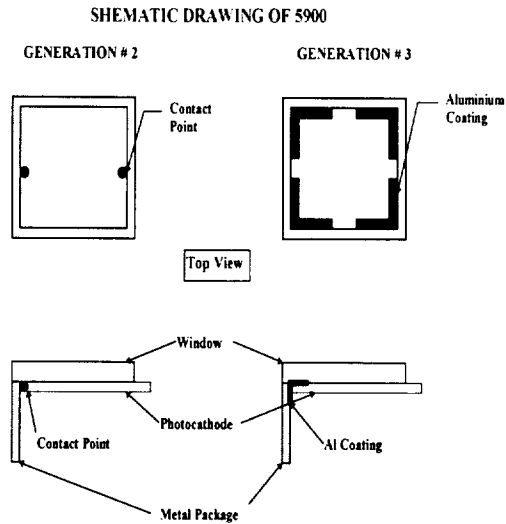 SHEMATIC DRAWING OF 5900
GENERATION # 2
GENERATION # 3
Contact
Point
Aluminium
Coating
Top View
Window
Photocathode
Contact Point
Al Coating
Metal Package